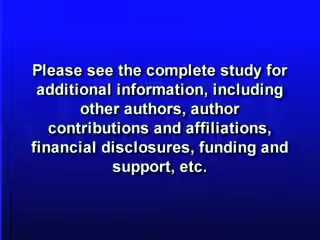 Please see the complete study for
additional information, including
other authors, author
contributions and affiliations,
financial disclosures, funding and
support, etc.